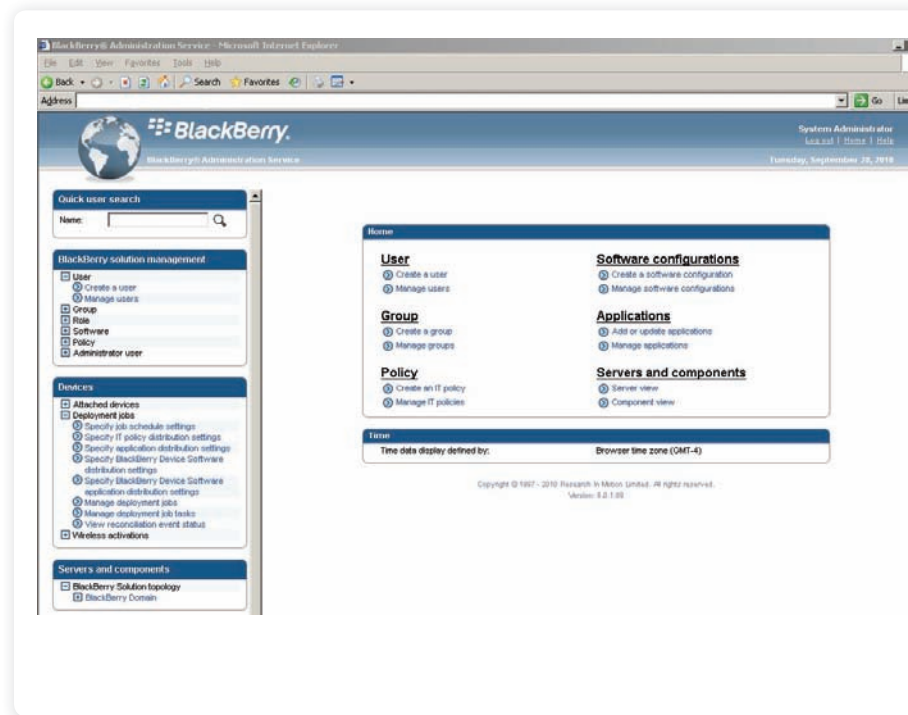 BlackBerry® Administration Service - Microsoft Internet Explorer
File Edit View Favorites Tools Help
Back Search Favorites
Address Go
BlackBerry.
BlackBerry® Administration Service
System Administrator
Log out | Home | Help
Tuesday, September 28, 2010
Quick user search
Name:
BlackBerry solution management
User
Create a user
Manage users
Group
Role
Software
Policy
Administrator user
Devices
Attached devices
Deployment jobs
Specify job schedule settings
Specify IT policy distribution settings
Specify application distribution settings
Specify BlackBerry Device Software
distribution settings
Specify BlackBerry Device Software
application distribution settings
Manage deployment jobs
Manage deployment job tasks
View reconciliation event status
Wireless activations
Servers and components
BlackBerry Solution topology
BlackBerry Domain
Home
User
Create a user
Manage users
Software configurations
Create a software configuration
Manage software configurations
Group
Create a group
Manage groups
Applications
Add or update applications
Manage applications
Policy
Create an IT policy
Manage IT policies
Servers and components
Server view
Component view
Time
Time data display defined by: Browser time zone (GMT-4)
Copyright © 1997 - 2010 Research In Motion Limited. All rights reserved.